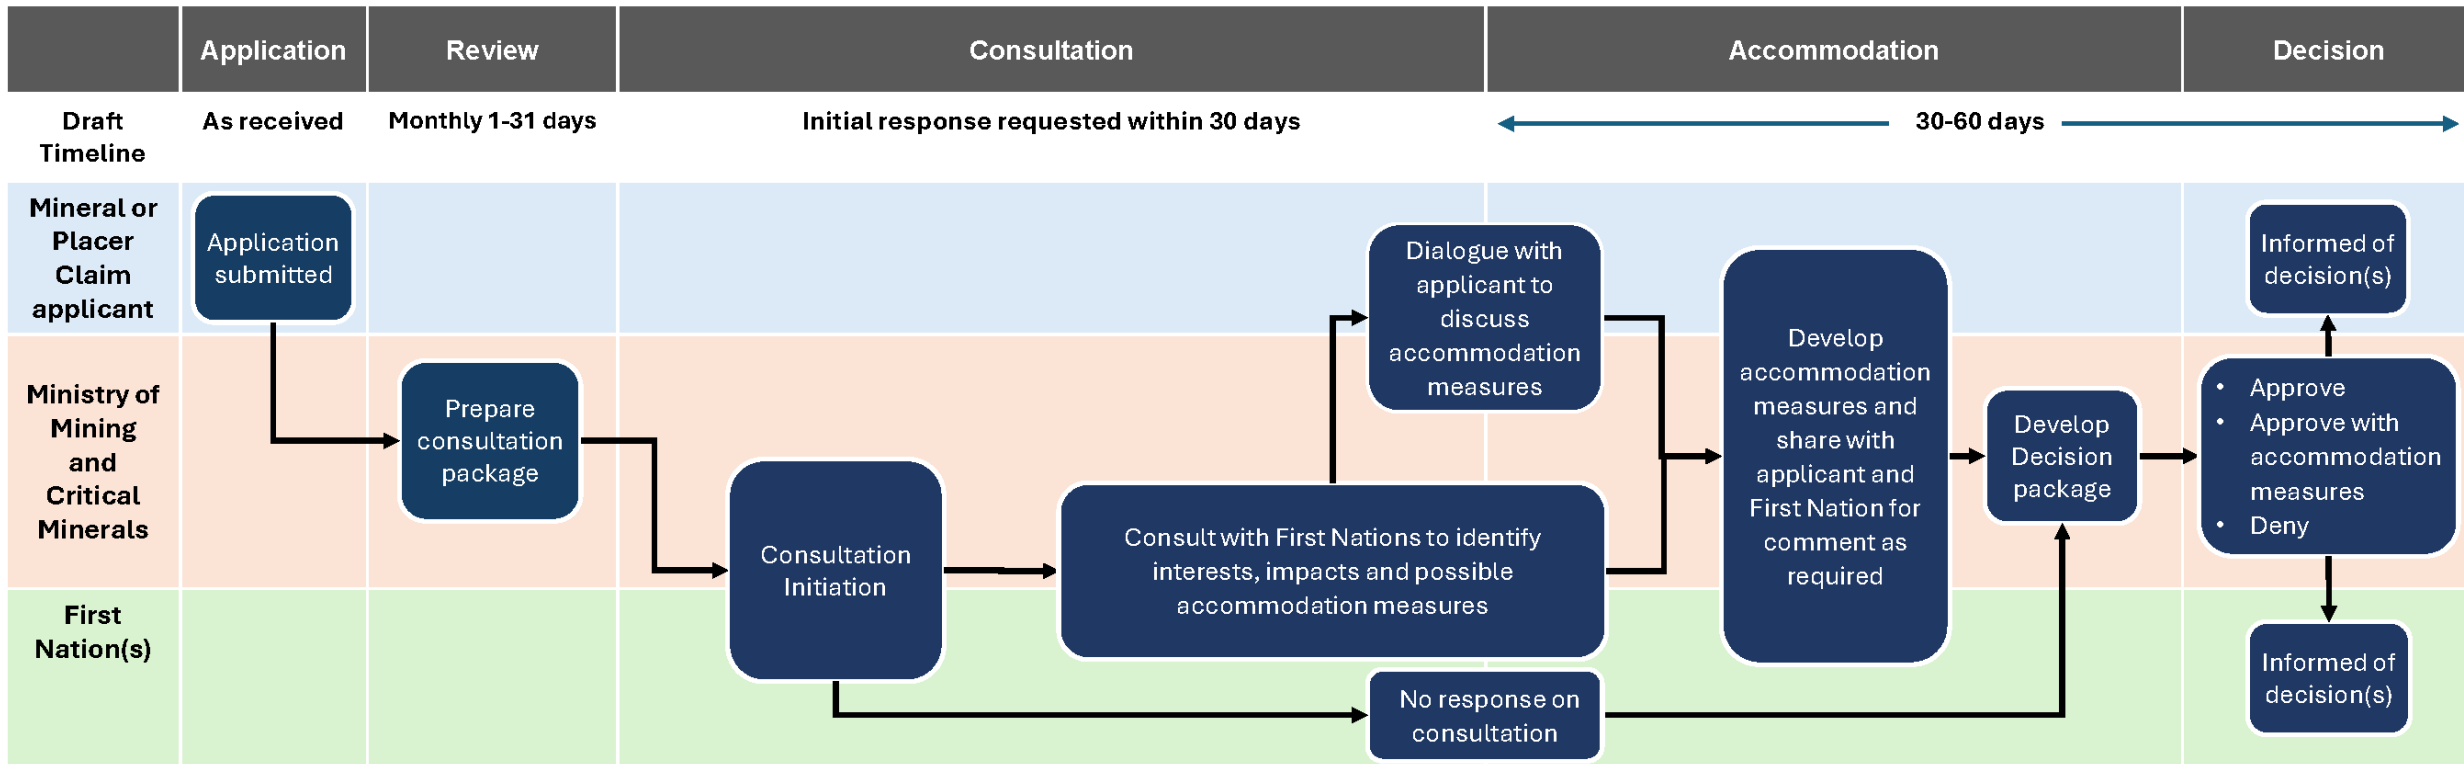 Application
Review
Consultation
Accommodation
Decision
Draft
Timeline
As received
Monthly 1-31 days
Initial response requested within 30 days
30-60 days
Mineral or
Placer
Claim
applicant
Application
submitted
Dialogue with
applicant to
discuss
accommodation
measures
Informed of
decision(s)
Ministry of
Mining
and
Critical
Minerals
Prepare
consultation
package
Consultation
Initiation
Consult with First Nations to identify
interests, impacts and possible
accommodation measures
Develop
accommodation
measures and
share with
applicant and
First Nation for
comment as
required
Develop
Decision
package
• Approve
• Approve with
accommodation
measures
• Deny
First
Nation(s)
No response on
consultation
Informed of
decision(s)